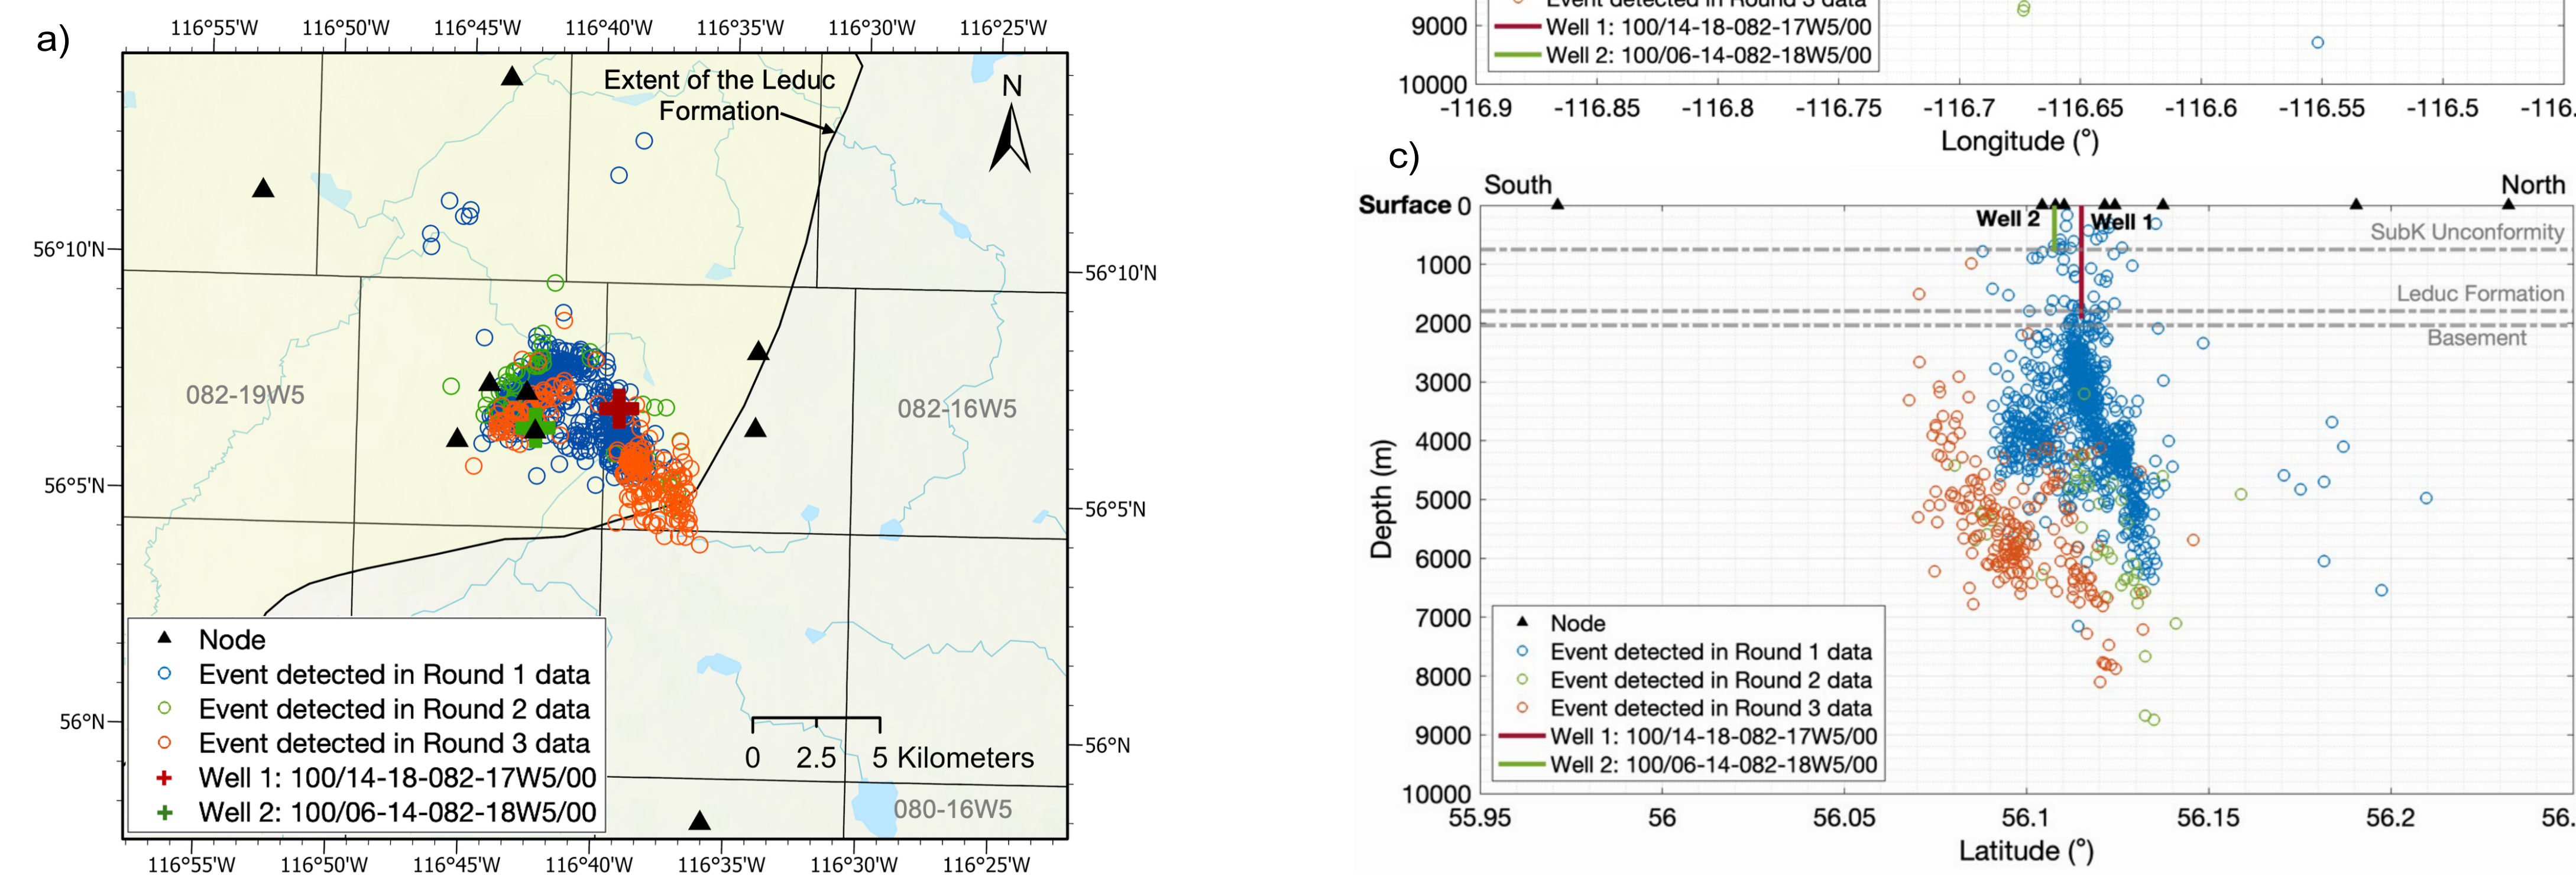 a)
116°55'W 116°50'W 116°45'W 116°40'W 116°35'W 116°30'W 116°25'W
Extent of the Leduc
Formation
N
56°10'N
56°10'N
082-19W5
082-16W5
56°5'N
56°5'N
56°N
56°N
0 2.5 5 Kilometers
080-16W5
Node
Event detected in Round 1 data
Event detected in Round 2 data
Event detected in Round 3 data
Well 1: 100/14-18-082-17W5/00
Well 2: 100/06-14-082-18W5/00
116°55'W 116°50'W 116°45'W 116°40'W 116°35'W 116°30'W 116°25'W
Event detected in Round 3 data
9000
Well 1: 100/14-18-082-17W5/00
Well 2: 100/06-14-082-18W5/00
10000
-116.9 -116.85 -116.8 -116.75 -116.7 -116.65 -116.6 -116.55 -116.5 -116.
Longitude (°)
c)
South North
Surface 0
Well 2 Well 1
SubK Unconformity
1000
Leduc Formation
2000
Basement
3000
4000
5000
6000
7000
8000
9000
10000
Depth (m)
Node
Event detected in Round 1 data
Event detected in Round 2 data
Event detected in Round 3 data
Well 1: 100/14-18-082-17W5/00
Well 2: 100/06-14-082-18W5/00
55.95 56 56.05 56.1 56.15 56.2 56.
Latitude (°)